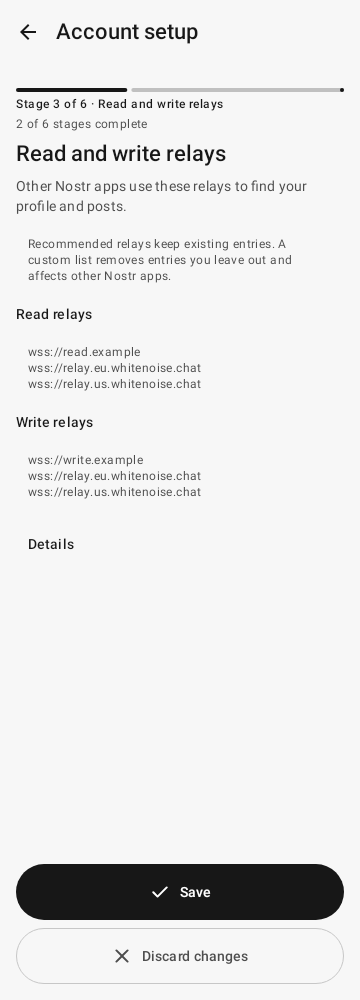 Account setup
Stage 3 of 6 · Read and write relays
2 of 6 stages complete
Read and write relays
Other Nostr apps use these relays to find your
profile and posts.
Recommended relays keep existing entries. A
custom list removes entries you leave out and
affects other Nostr apps.
Read relays
wss://read.example
wss://relay.eu.whitenoise.chat
wss://relay.us.whitenoise.chat
Write relays
wss://write.example
wss://relay.eu.whitenoise.chat
wss://relay.us.whitenoise.chat
Details
Save
Discard changes